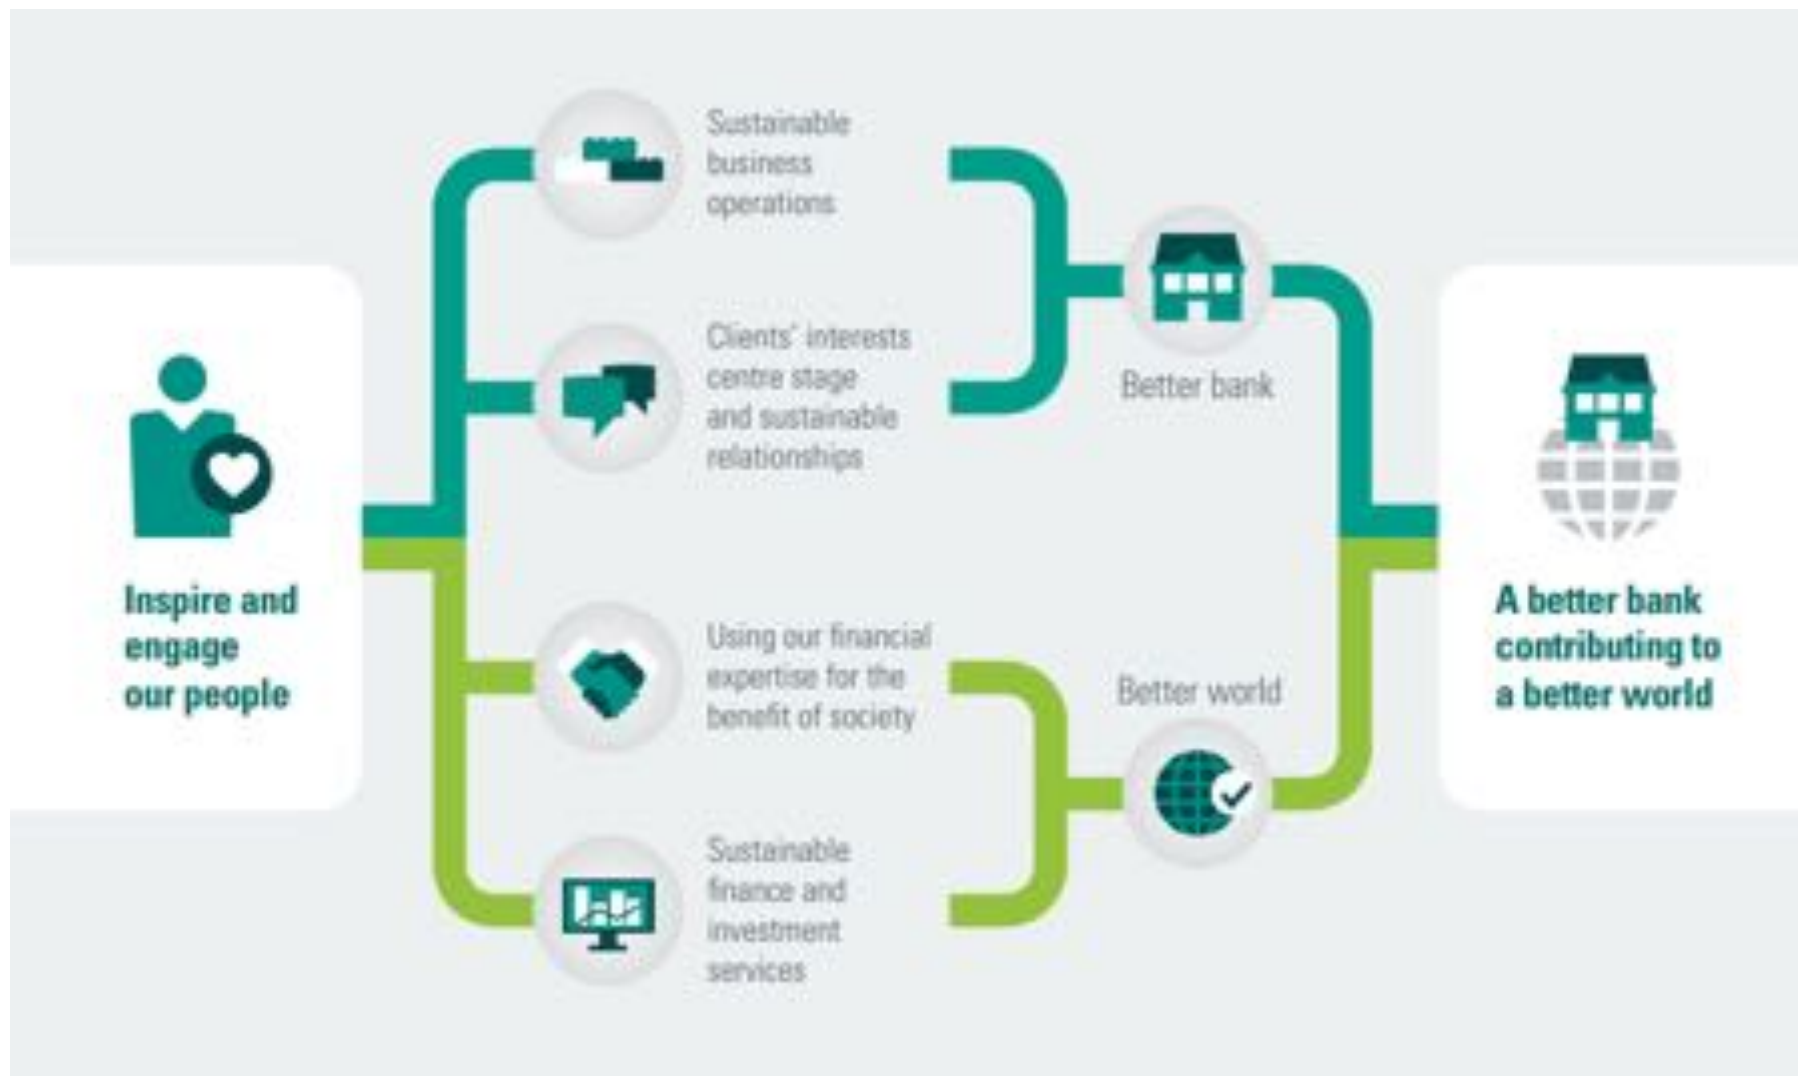 Inspire and
engage
our people
Sustainable
business
operations
Clients' interests
centre stage
and sustainable
relationships
Using our financial
expertise for the
benefit of society
Sustainable
finance and
investment
services
Better bank
Better world
A better bank
contributing to
a better world